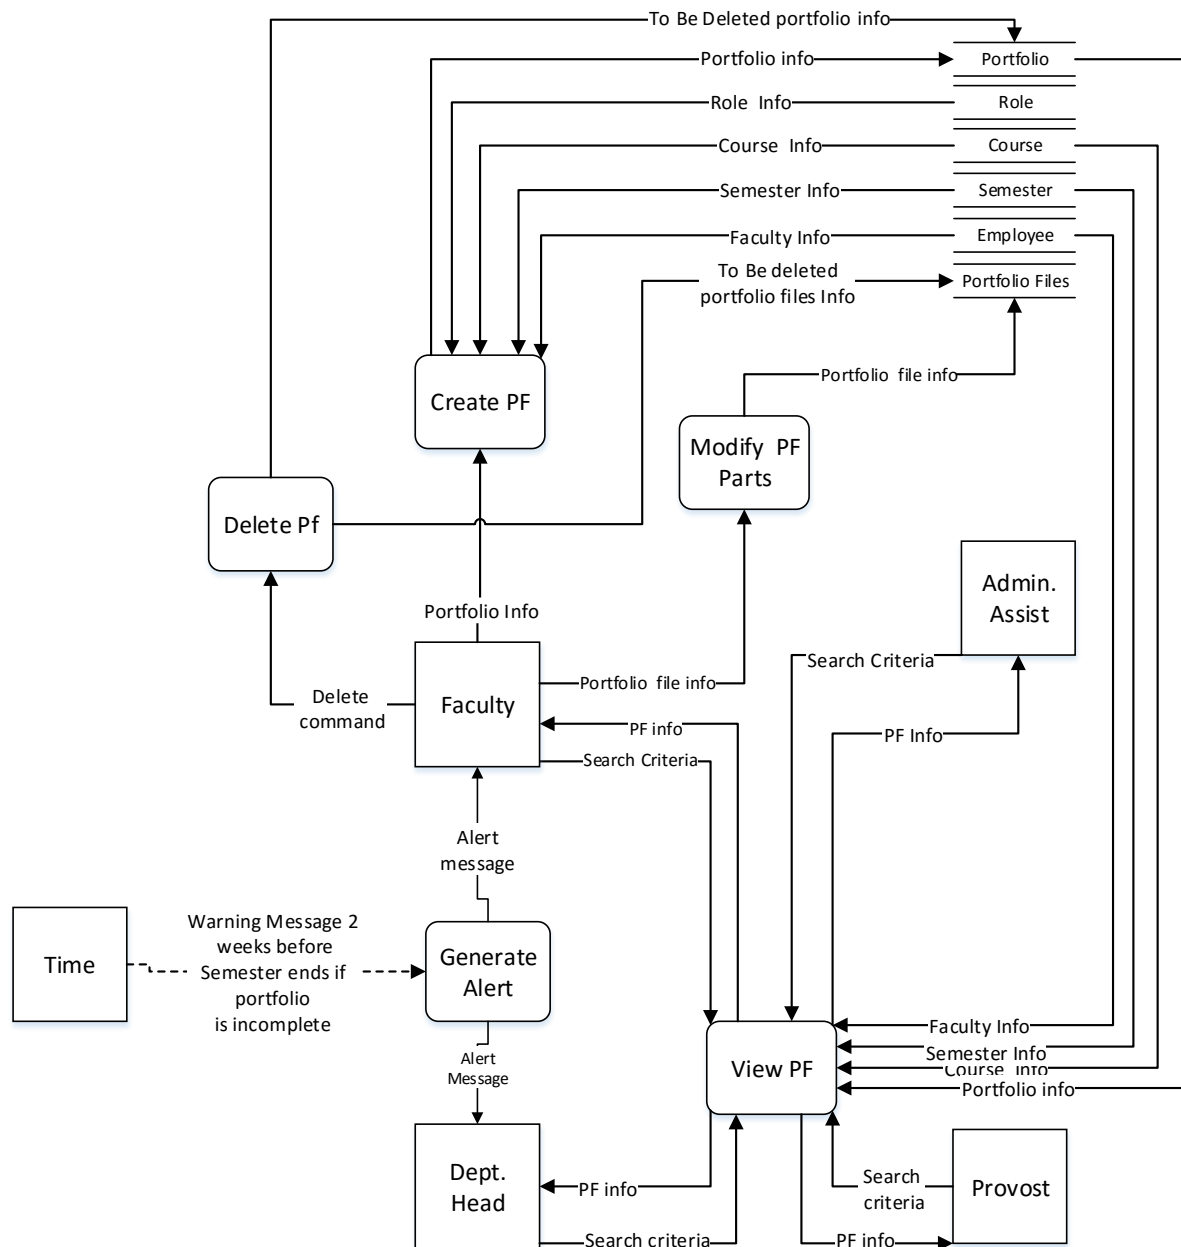 To Be Deleted portfolio info
Portfolio info
Portfolio
Role Info
Role
Course Info
Course
Semester Info
Semester
Faculty Info
Employee
To Be deleted
portfolio files Info
Portfolio Files
Portfolio file info
Create PF
Modify PF
Parts
Delete Pf
Admin.
Assist
Portfolio Info
Search Criteria
Delete
command
Faculty
Portfolio file info
PF info
PF Info
Search Criteria
Alert
message
Time
Warning Message 2
weeks before
Semester ends if
portfolio
is incomplete
Generate
Alert
Alert
Message
View PF
Faculty Info
Semester Info
Course Info
Portfolio info
Dept.
Head
PF info
Search criteria
Search
criteria
Provost
PF info